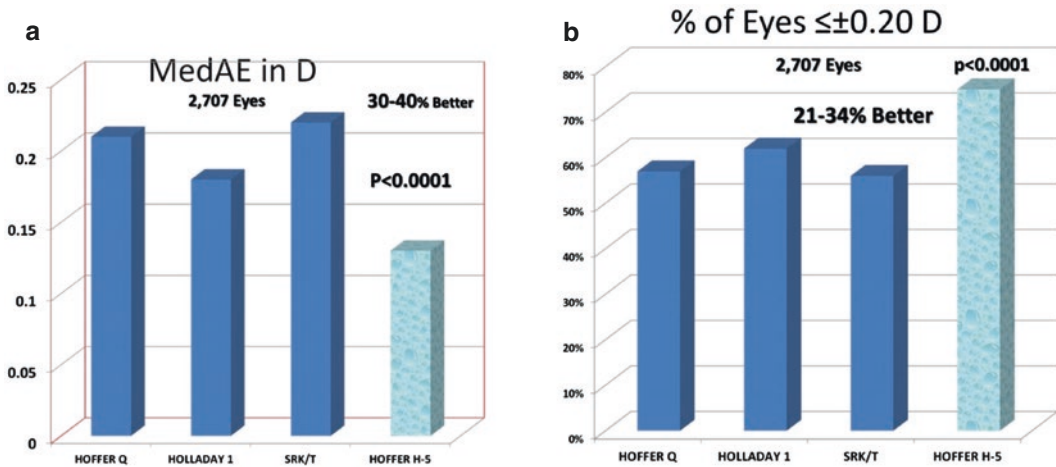 a
MedAE in D
2,707 Eyes
30-40% Better
P<0.0001
0.25
0.2
0.15
0.1
0.05
0
HOFFER Q
HOLLADAY 1
SRK/T
HOFFER H-5
b
% of Eyes ≤±0.20 D
2,707 Eyes
p<0.0001
21-34% Better
80%
70%
60%
50%
40%
30%
20%
10%
0%
HOFFER Q
HOLLADAY 1
SRK/T
HOFFER H-5